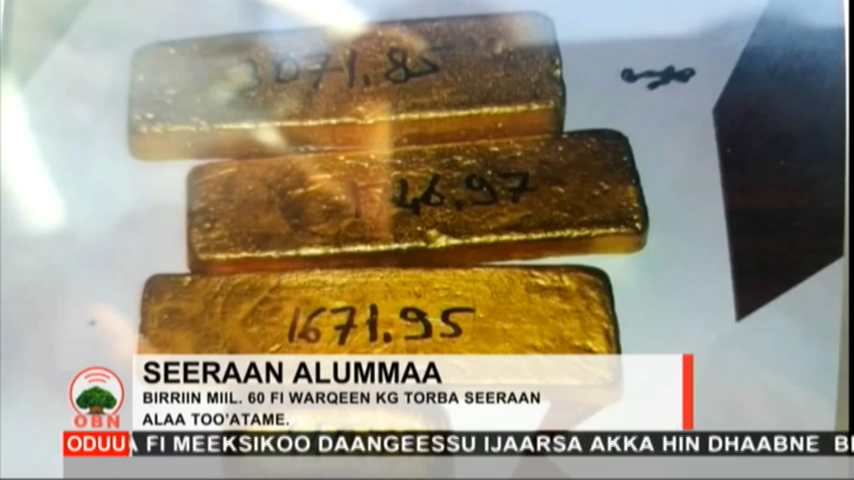 071.85
46.97
1671.95
SEERAAN ALUMMAA
BIRRIIN MIIL. 60 FI WARQEEN KG TORBA SEERAAN
ALAA TOO'ATAME.
OBN
ODUU FI MEEKSIKOO DAANGEESSU IJAARSA AKKA HIN DHAABNE